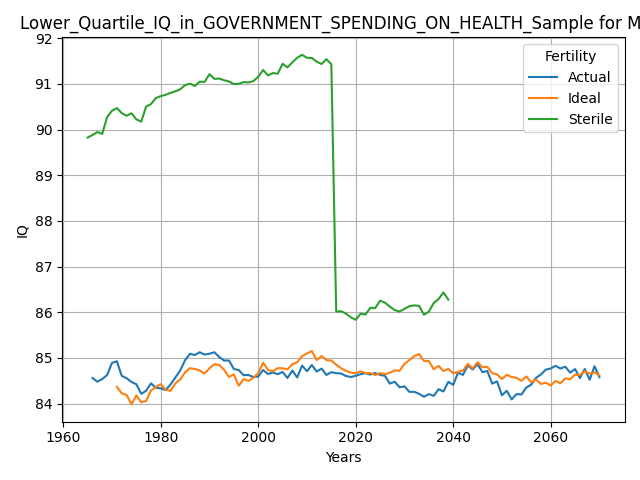 Lower_Quartile_IQ_in_GOVERNMENT_SPENDING_ON_HEALTH_Sample for M
92
91
90
89
88
87
86
85
84
IQ
Fertility
Actual
Ideal
Sterile
1960 1980 2000 2020 2040 2060
Years